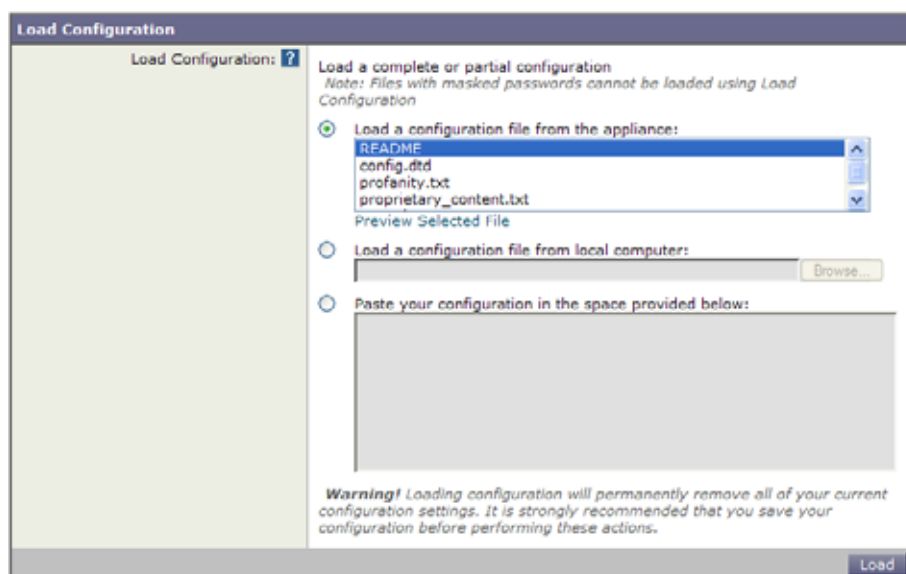 Load Configuration
Load Configuration: ?
Load a complete or partial configuration
Note: Files with masked passwords cannot be loaded using Load
Configuration
Load a configuration file from the appliance:
README
config.dtd
profanity.txt
proprietary_content.txt
Preview Selected File
Load a configuration file from local computer:
Browse...
Paste your configuration in the space provided below:
Warning! Loading configuration will permanently remove all of your current
configuration settings. It is strongly recommended that you save your
configuration before performing these actions.
Load